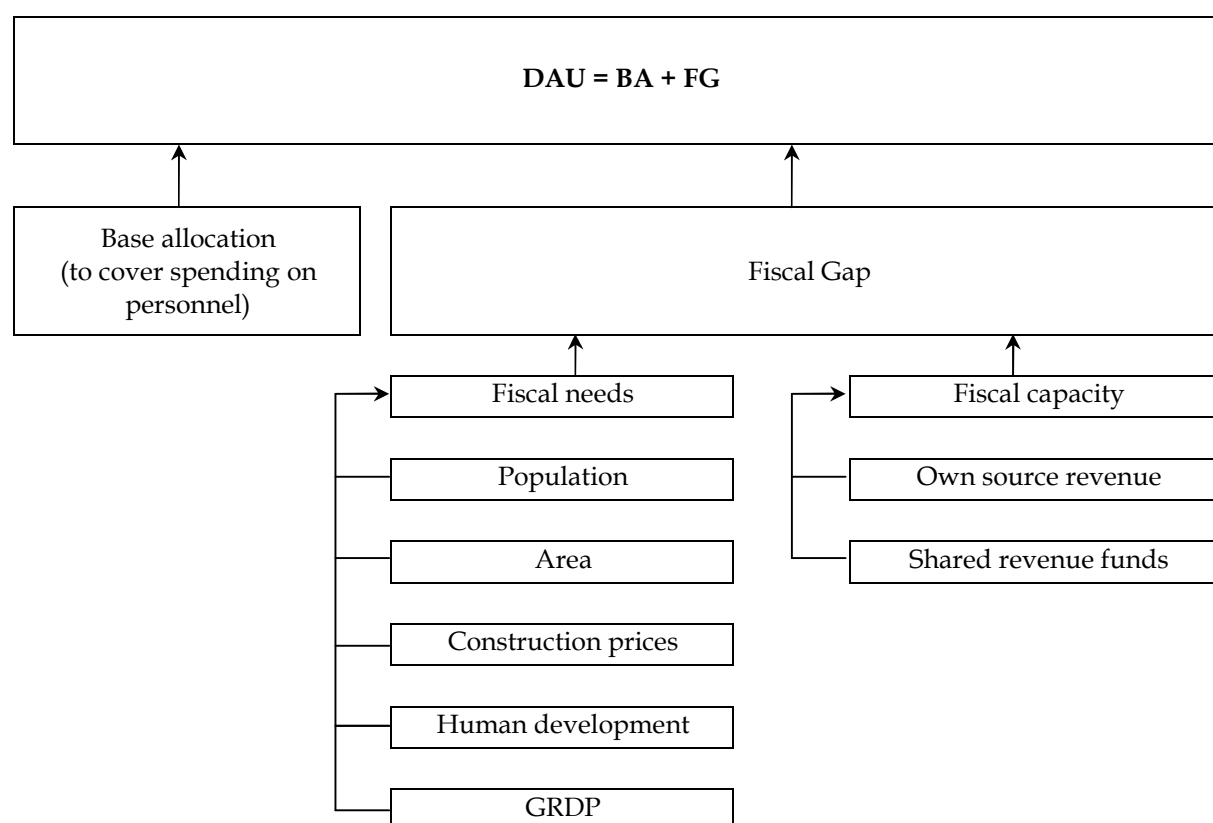 DAU = BA + FG
Base allocation
(to cover spending on
personnel)
Fiscal Gap
Fiscal needs
Fiscal capacity
Population
Own source revenue
Area
Shared revenue funds
Construction prices
Human development
GRDP